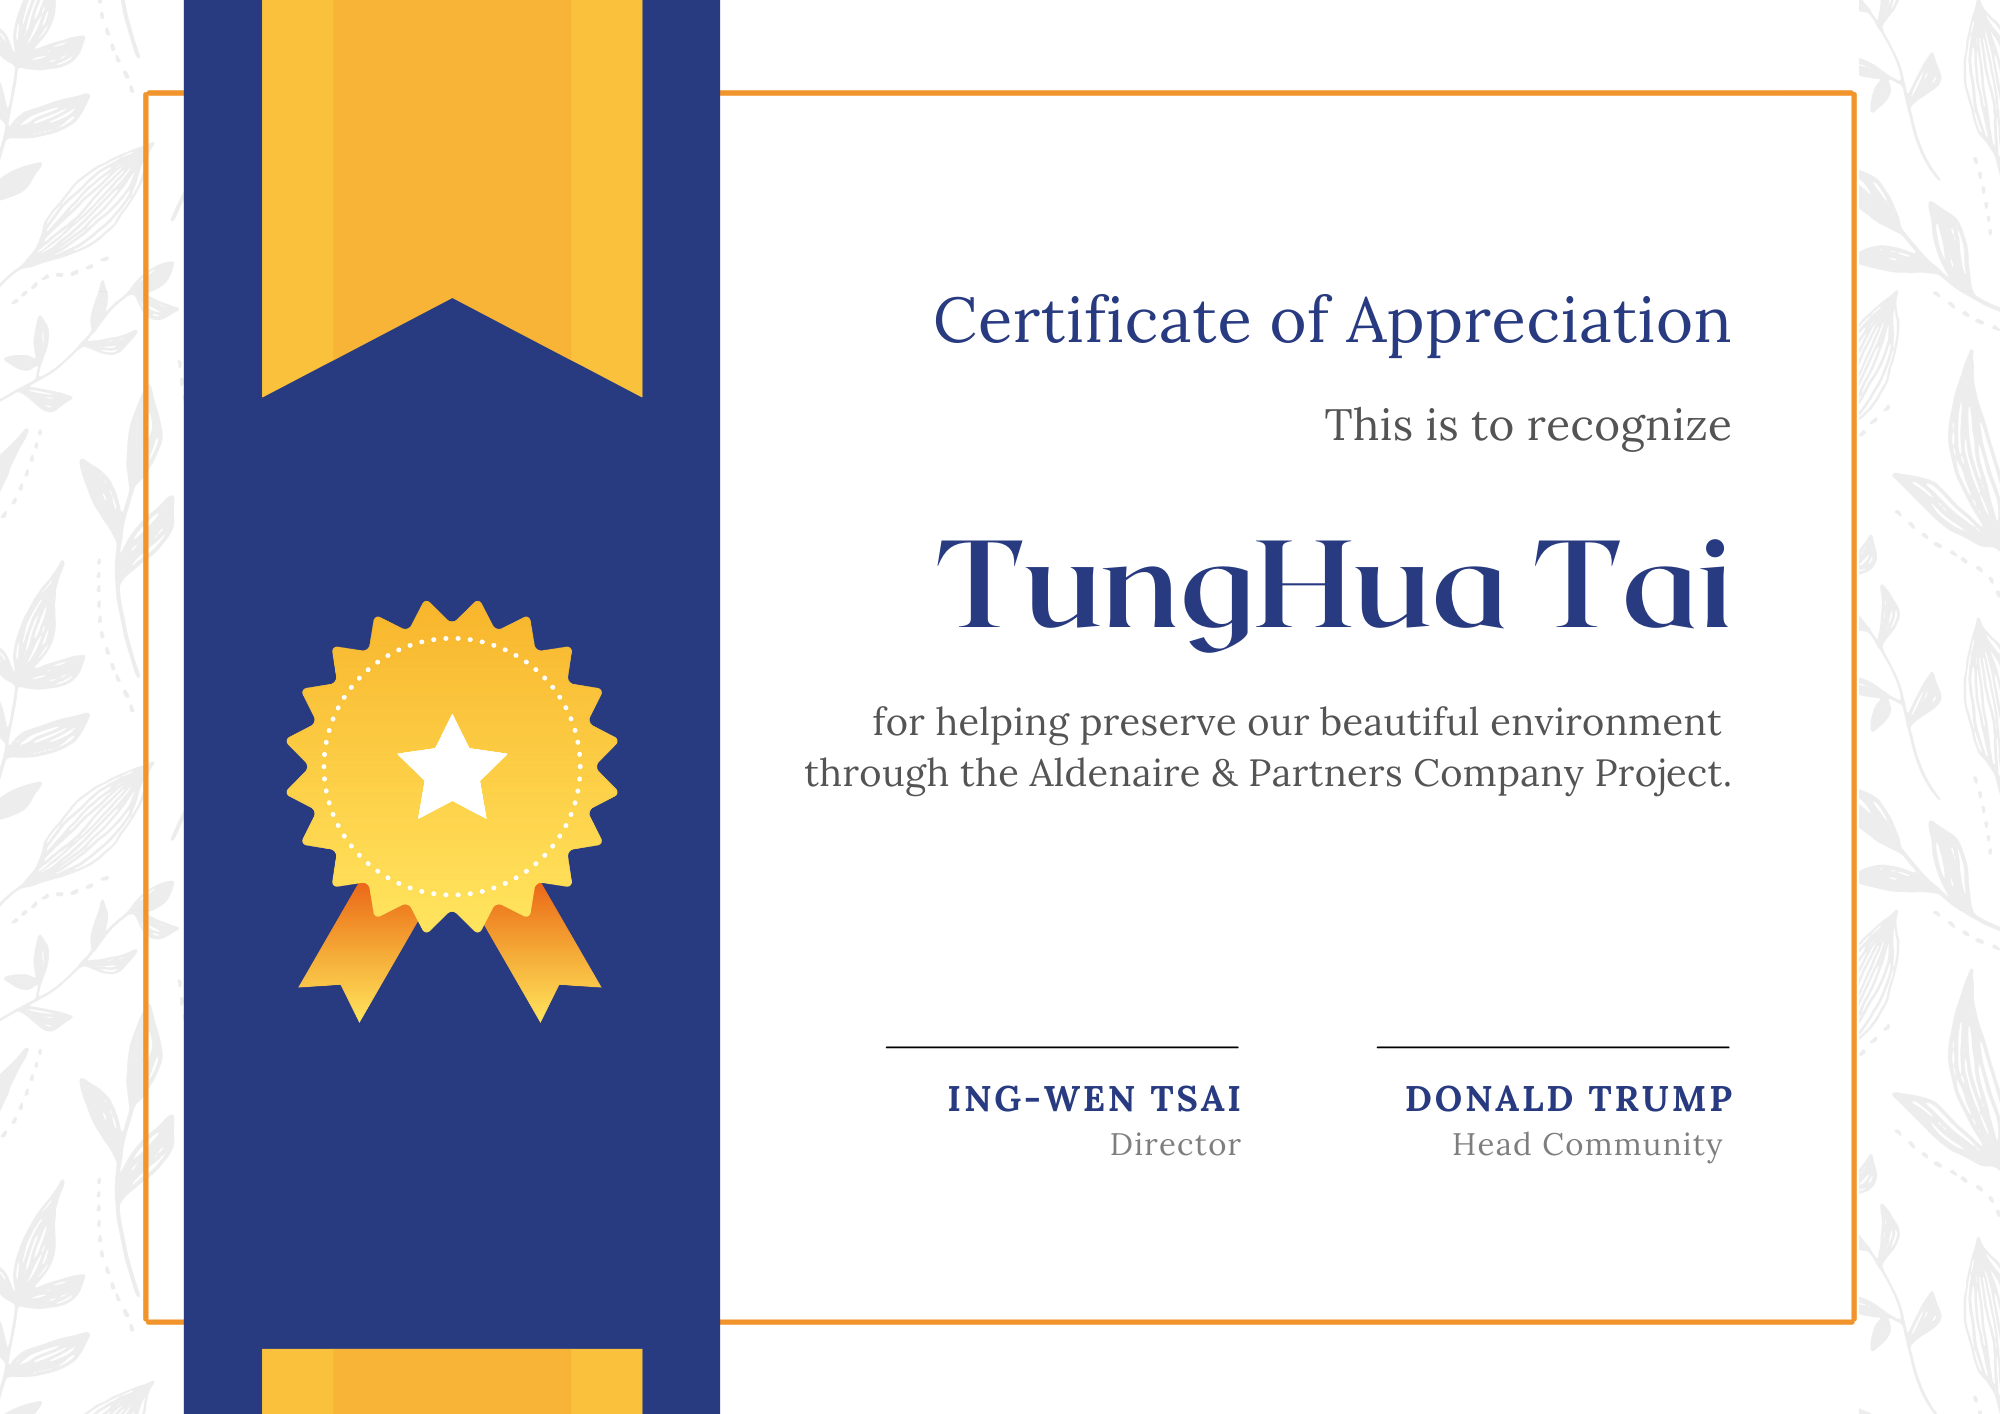 Certificate of Appreciation
This is to recognize
TungHua Tai
for helping preserve our beautiful environment
through the Aldenaire & Partners Company Project.
ING-WEN TSAI
Director
DONALD TRUMP
Head Community